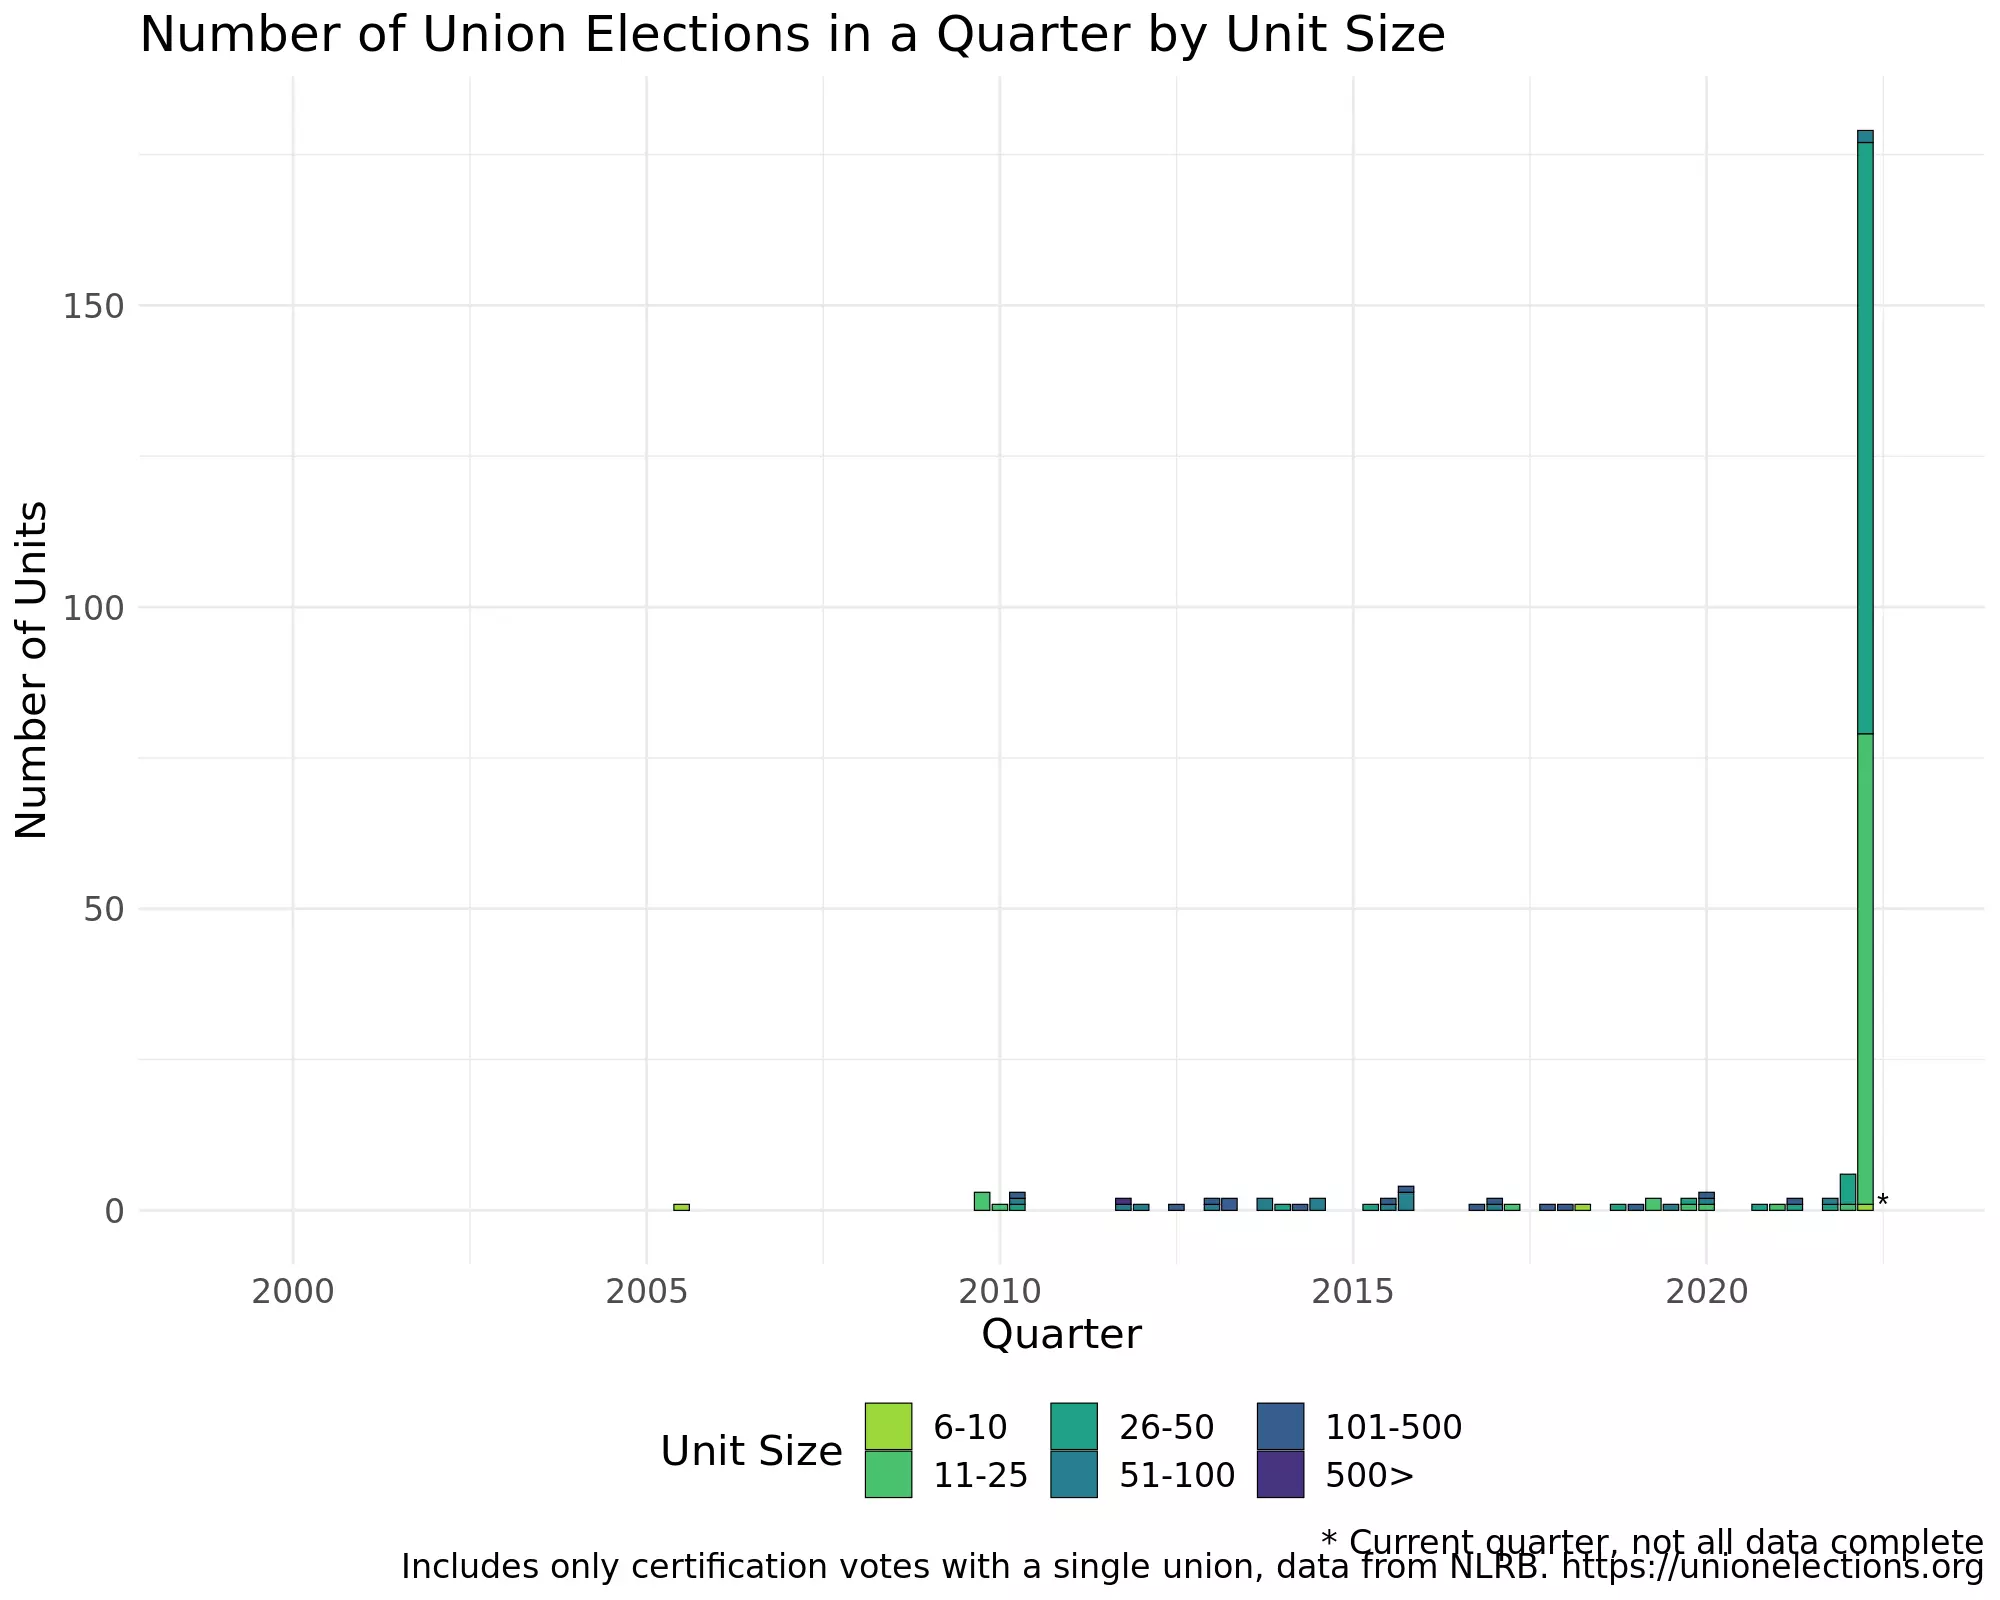 Number of Union Elections in a Quarter by Unit Size
Number of Units
150
100
50
0
*
2000 2005 2010 2015 2020
Quarter
Unit Size
6-10 26-50 101-500
11-25 51-100 500>
* Current quarter, not all data complete
Includes only certification votes with a single union, data from NLRB. https://unionelections.org